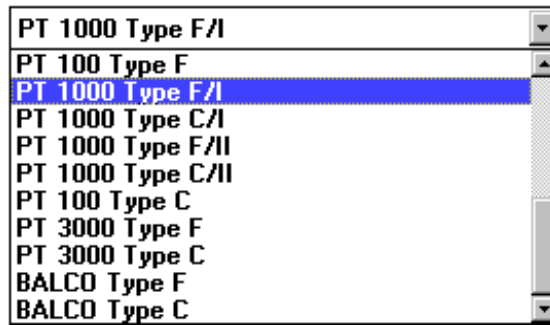 PT 1000 Type F/I
PT 100 Type F
PT 1000 Type F/I
PT 1000 Type C/I
PT 1000 Type F/II
PT 1000 Type C/II
PT 100 Type C
PT 3000 Type F
PT 3000 Type C
BALCO Type F
BALCO Type C